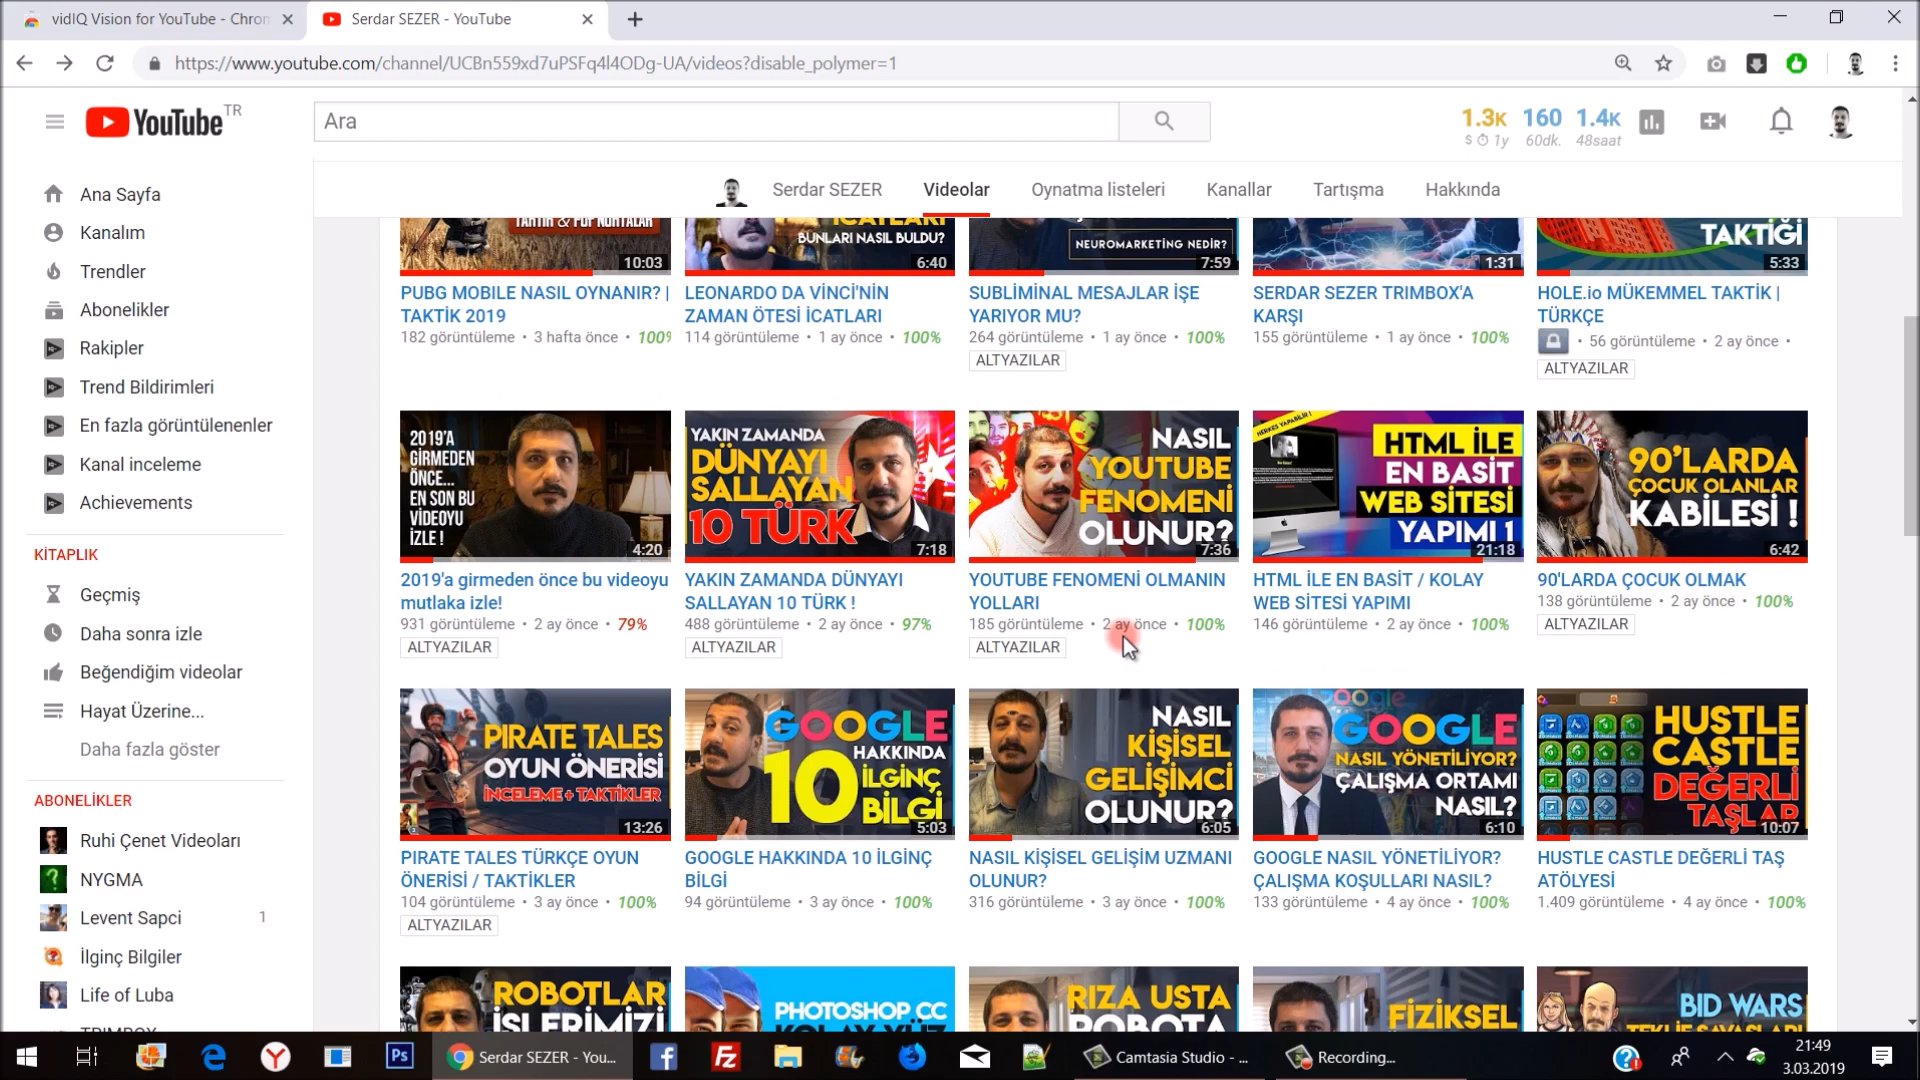 vidIQ Vision for YouTube - Chron
Serdar SEZER - YouTube
https://www.youtube.com/channel/UCBn559xd7uPSFq4l4ODg-UA/videos?disable_polymer=1
YouTube TR
Ara
1.3K 160 1.4K
$ 1y 60dk. 48saat
Serdar SEZER Videolar Oynatma listeleri Kanallar Tartışma Hakkında
Ana Sayfa
Kanalım
Trendler
Abonelikler
Rakipler
Trend Bildirimleri
En fazla görüntülenenler
Kanal inceleme
Achievements
KİTAPLIK
Geçmiş
Daha sonra izle
Beğendiğim videolar
Hayat Üzerine...
Daha fazla göster
ABONELİKLER
Ruhi Çenet Videoları
NYGMA
Levent Sapci 1
İlginç Bilgiler
Life of Luba
TRIMBOX
10:03
BUNLARI NASIL BULDU?
6:40
NEUROMARKETİNG NEDİR?
7:59
1:31
TAKTİĞİ
5:33
PUBG MOBILE NASIL OYNANIR? |
TAKTİK 2019
182 görüntüleme • 3 hafta önce • 100%
LEONARDO DA VİNCİ'NİN
ZAMAN ÖTESİ İCATLARI
114 görüntüleme • 1 ay önce • 100%
SUBLİMİNAL MESAJLAR İŞE
YARIYOR MU?
264 görüntüleme • 1 ay önce • 100%
ALTYAZILAR
SERDAR SEZER TRIMBOX'A
KARŞI
155 görüntüleme • 1 ay önce • 100%
HOLE.io MÜKEMMEL TAKTİK |
TÜRKÇE
• 56 görüntüleme • 2 ay önce •
ALTYAZILAR
2019'A
GİRMEDEN
ÖNCE...
EN SON BU
VİDEOYU
İZLE !
4:20
YAKIN ZAMANDA
DÜNYAYI
SALLAYAN
10 TÜRK
7:18
NASIL
YOUTUBE
FENOMENİ
OLUNUR?
7:36
HERKES YAPABİLİR !
HTML İLE
EN BASİT
WEB SİTESİ
YAPIMI 1
21:18
90'LARDA
ÇOCUK OLANLAR
KABİLESİ !
6:42
2019'a girmeden önce bu videoyu
mutlaka izle!
931 görüntüleme • 2 ay önce • 79%
ALTYAZILAR
YAKIN ZAMANDA DÜNYAYI
SALLAYAN 10 TÜRK !
488 görüntüleme • 2 ay önce • 97%
ALTYAZILAR
YOUTUBE FENOMENİ OLMANIN
YOLLARI
185 görüntüleme • 2 ay önce • 100%
ALTYAZILAR
HTML İLE EN BASİT / KOLAY
WEB SİTESİ YAPIMI
146 görüntüleme • 2 ay önce • 100%
90'LARDA ÇOCUK OLMAK
138 görüntüleme • 2 ay önce • 100%
ALTYAZILAR
PIRATE TALES
OYUN ÖNERİSİ
İNCELEME+TAKTİKLER
13:26
GOOGLE
HAKKINDA
10 İLGİNÇ
BİLGİ
5:03
NASIL
KİŞİSEL
GELİŞİMCİ
OLUNUR?
6:05
Google
GOOGLE
NASIL YÖNETİLİYOR?
ÇALIŞMA ORTAMI
NASIL?
6:10
HUSTLE
CASTLE
DEĞERLİ
TAŞLAR
10:07
PIRATE TALES TÜRKÇE OYUN
ÖNERİSİ / TAKTİKLER
104 görüntüleme • 3 ay önce • 100%
ALTYAZILAR
GOOGLE HAKKINDA 10 İLGİNÇ
BİLGİ
94 görüntüleme • 3 ay önce • 100%
NASIL KİŞİSEL GELİŞİM UZMANI
OLUNUR?
316 görüntüleme • 3 ay önce • 100%
GOOGLE NASIL YÖNETİLİYOR?
ÇALIŞMA KOŞULLARI NASIL?
133 görüntüleme • 4 ay önce • 100%
HUSTLE CASTLE DEĞERLİ TAŞ
ATÖLYESİ
1.409 görüntüleme • 4 ay önce • 100%
ROBOTLAR
İŞLERİMİZİ
PHOTOSHOP CC
KOLAY YÜZ
RIZA USTA
ROBOTA
FİZİKSEL
BID WARS
Serdar SEZER - You...
Camtasia Studio - ...
Recording...
21:49
3.03.2019